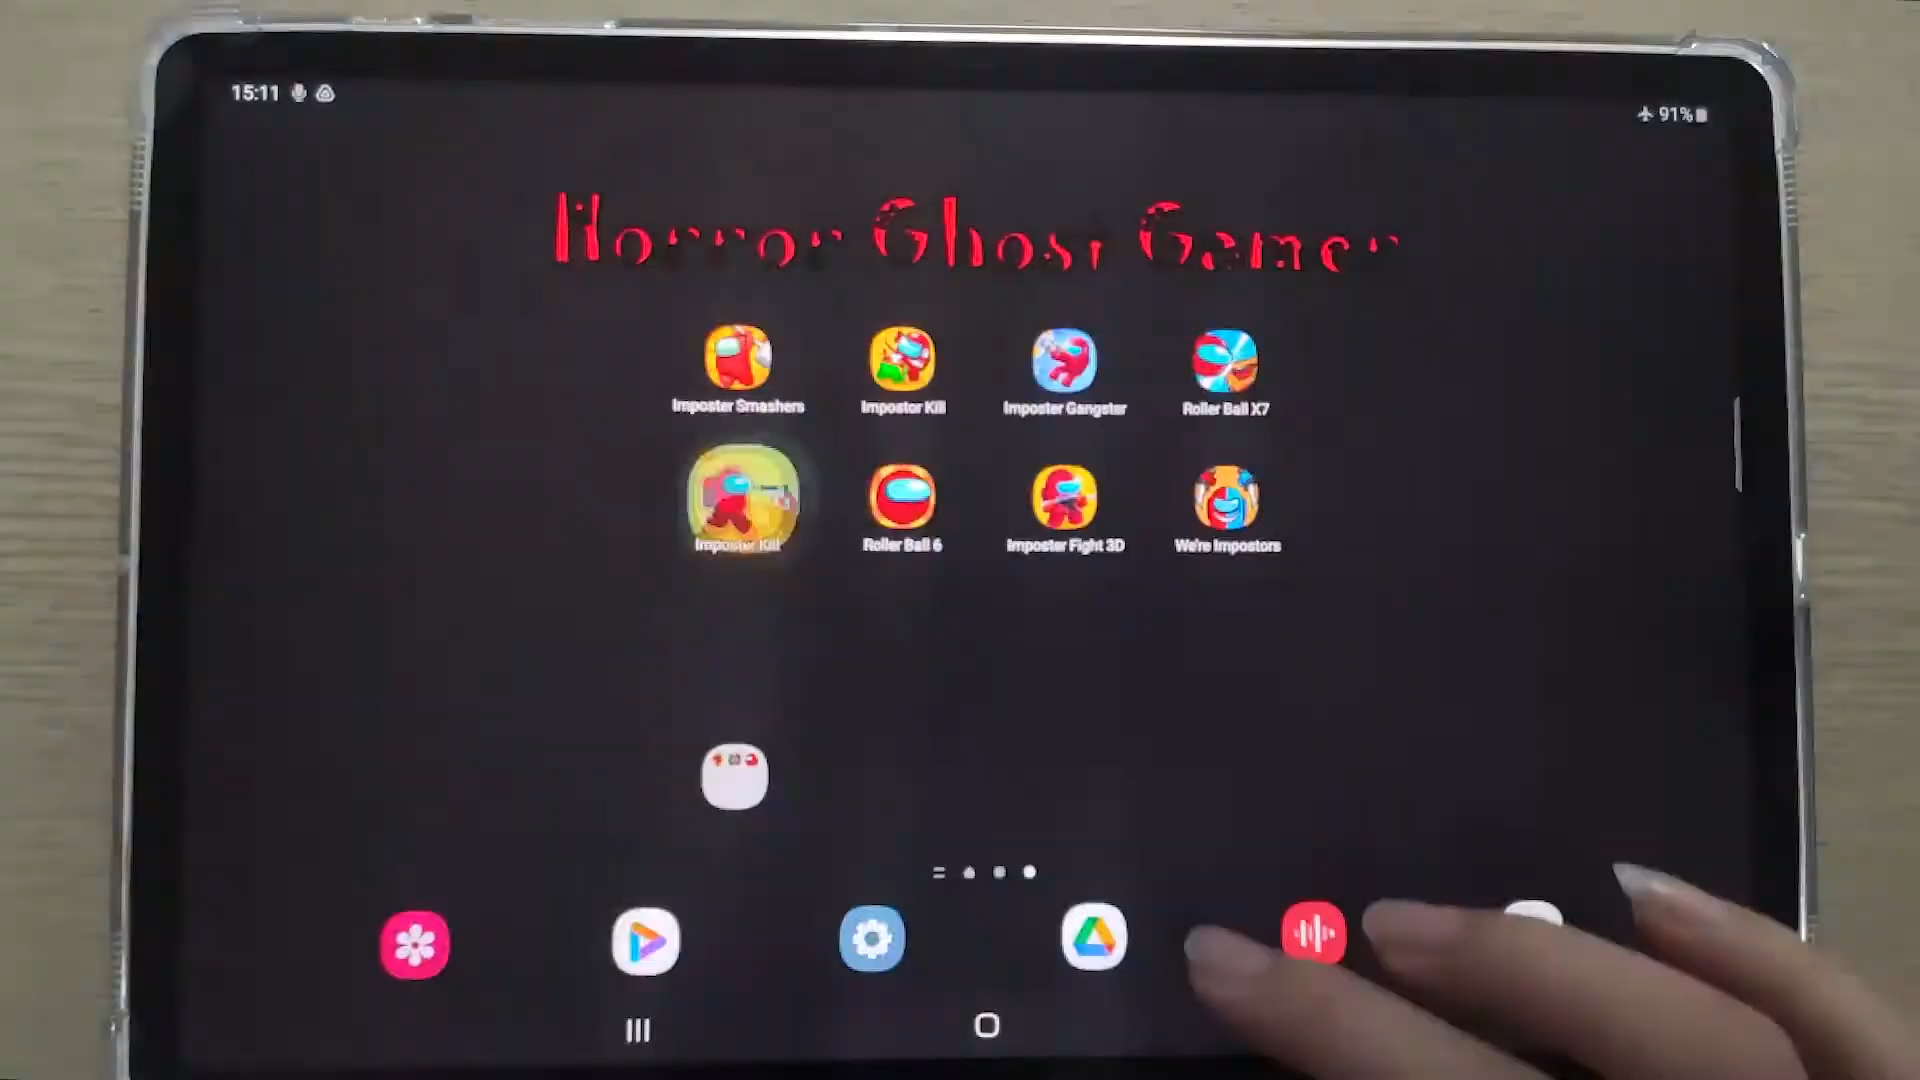 15:11
91%
Horror Ghost Gamer
Imposter Smashers
Impostor Kill
Imposter Gangster
Roller Ball X7
Imposter Kill
Roller Ball 6
Imposter Fight 3D
We're Impostors